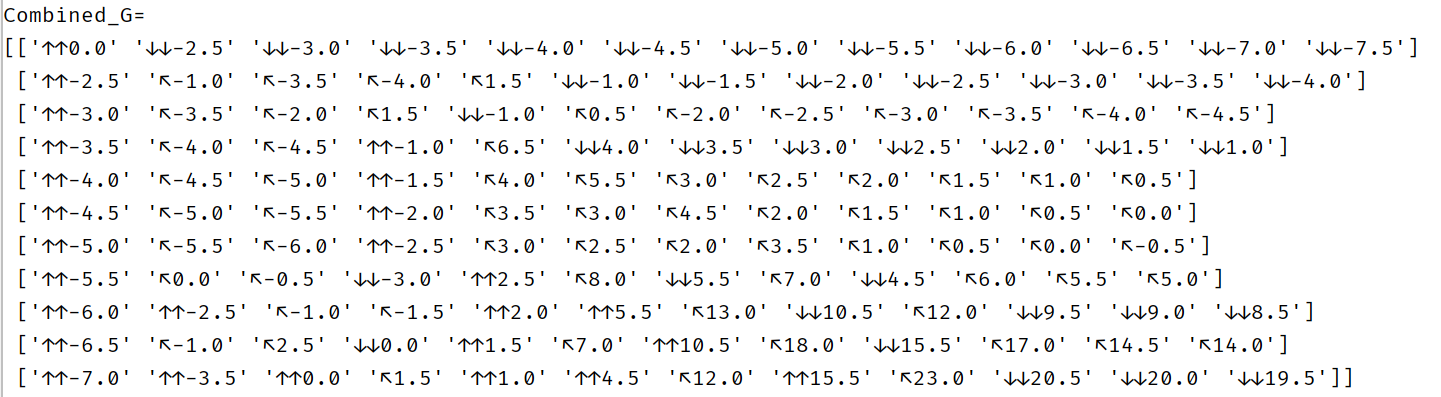 Combined_G=
[['↑↑0.0' '↓↓-2.5' '↓↓-3.0' '↓↓-3.5' '↓↓-4.0' '↓↓-4.5' '↓↓-5.0' '↓↓-5.5' '↓↓-6.0' '↓↓-6.5' '↓↓-7.0' '↓↓-7.5']
['↑↑-2.5' '↖-1.0' '↖-3.5' '↖-4.0' '↖1.5' '↓↓-1.0' '↓↓-1.5' '↓↓-2.0' '↓↓-2.5' '↓↓-3.0' '↓↓-3.5' '↓↓-4.0']
['↑↑-3.0' '↖-3.5' '↖-2.0' '↖1.5' '↓↓-1.0' '↖0.5' '↖-2.0' '↖-2.5' '↖-3.0' '↖-3.5' '↖-4.0' '↖-4.5']
['↑↑-3.5' '↖-4.0' '↖-4.5' '↑↑-1.0' '↖6.5' '↓↓4.0' '↓↓3.5' '↓↓3.0' '↓↓2.5' '↓↓2.0' '↓↓1.5' '↓↓1.0']
['↑↑-4.0' '↖-4.5' '↖-5.0' '↑↑-1.5' '↖4.0' '↖5.5' '↖3.0' '↖2.5' '↖2.0' '↖1.5' '↖1.0' '↖0.5']
['↑↑-4.5' '↖-5.0' '↖-5.5' '↑↑-2.0' '↖3.5' '↖3.0' '↖4.5' '↖2.0' '↖1.5' '↖1.0' '↖0.5' '↖0.0']
['↑↑-5.0' '↖-5.5' '↖-6.0' '↑↑-2.5' '↖3.0' '↖2.5' '↖2.0' '↖3.5' '↖1.0' '↖0.5' '↖0.0' '↖-0.5']
['↑↑-5.5' '↖0.0' '↖-0.5' '↓↓-3.0' '↑↑2.5' '↖8.0' '↓↓5.5' '↖7.0' '↓↓4.5' '↖6.0' '↖5.5' '↖5.0']
['↑↑-6.0' '↑↑-2.5' '↖-1.0' '↖-1.5' '↑↑2.0' '↑↑5.5' '↖13.0' '↓↓10.5' '↖12.0' '↓↓9.5' '↓↓9.0' '↓↓8.5']
['↑↑-6.5' '↖-1.0' '↖2.5' '↓↓0.0' '↑↑1.5' '↖7.0' '↑↑10.5' '↖18.0' '↓↓15.5' '↖17.0' '↖14.5' '↖14.0']
['↑↑-7.0' '↑↑-3.5' '↑↑0.0' '↖1.5' '↑↑1.0' '↑↑4.5' '↖12.0' '↑↑15.5' '↖23.0' '↓↓20.5' '↓↓20.0' '↓↓19.5']]